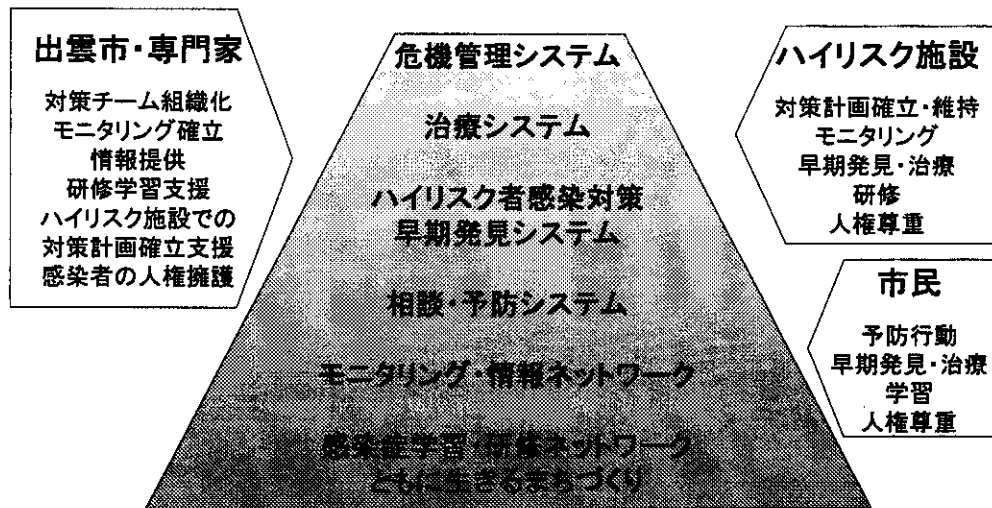 出雲市・専門家
対策チーム組織化
モニタリング確立
情報提供
研修学習支援
ハイリスク施設での
対策計画確立支援
感染者の人権擁護
危機管理システム
治療システム
ハイリスク者感染対策
早期発見システム
相談・予防システム
モニタリング・情報ネットワーク
感染症学習・研修ネットワーク
ともに生きるまちづくり
ハイリスク施設
対策計画確立・維持
モニタリング
早期発見・治療
研修
人権尊重
市民
予防行動
早期発見・治療
学習
人権尊重